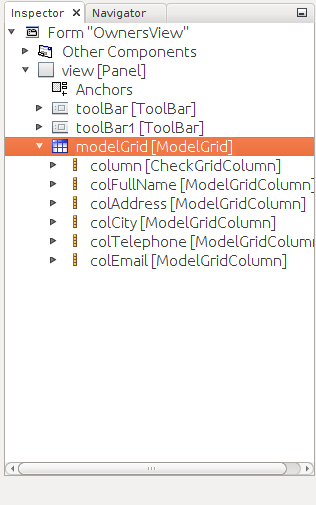 Inspector Navigator
Form "OwnersView"
Other Components
view [Panel]
Anchors
toolBar [ToolBar]
toolBar1 [ToolBar]
modelGrid [ModelGrid]
column [CheckGridColumn]
colFullName [ModelGridColumn]
colAddress [ModelGridColumn]
colCity [ModelGridColumn]
colTelephone [ModelGridColum
colEmail [ModelGridColumn]